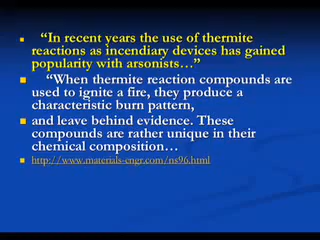 “In recent years the use of thermite
reactions as incendiary devices has gained
popularity with arsonists…”
“When thermite reaction compounds are
used to ignite a fire, they produce a
characteristic burn pattern,
and leave behind evidence. These
compounds are rather unique in their
chemical composition…
http://www.materials-engr.com/ns96.html